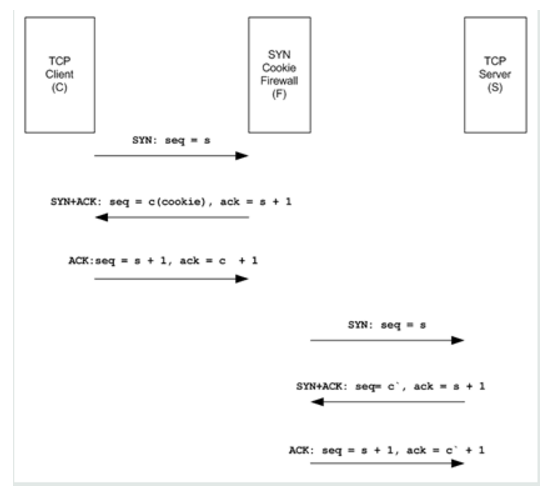 TCP
Client
(C)
SYN
Cookie
Firewall
(F)
TCP
Server
(S)
SYN: seq = s
SYN+ACK: seq = c(cookie), ack = s + 1
ACK:seq = s + 1, ack = c + 1
SYN: seq = s
SYN+ACK: seq= c`, ack = s + 1
ACK: seq = s + 1, ack = c` + 1